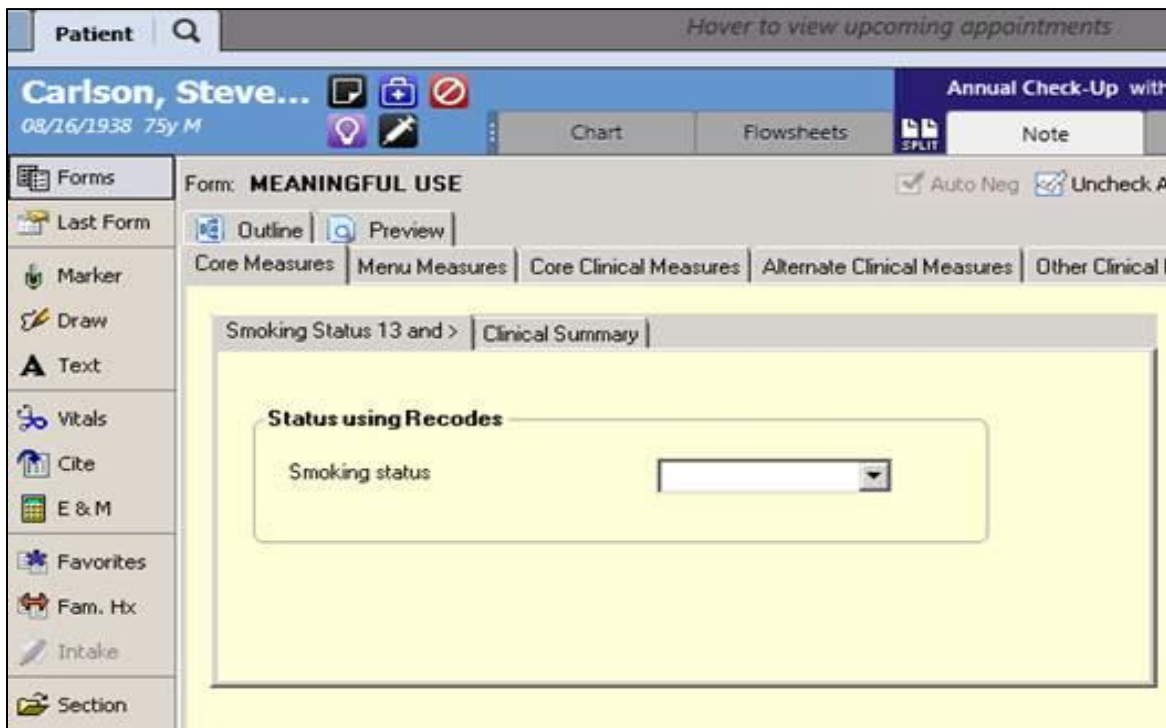 Patient
Hover to view upcoming appointments
Carlson, Steve...
08/16/1938 75y M
Annual Check-Up with
Chart
Flowsheets
SPLIT
Note
Forms
Last Form
Marker
Draw
Text
Vitals
Cite
E & M
Favorites
Fam. Hx
Intake
Section
Form: MEANINGFUL USE
Auto Neg
Uncheck A
Outline
Preview
Core Measures
Menu Measures
Core Clinical Measures
Alternate Clinical Measures
Other Clinical
Smoking Status 13 and >
Clinical Summary
Status using Recodes
Smoking status